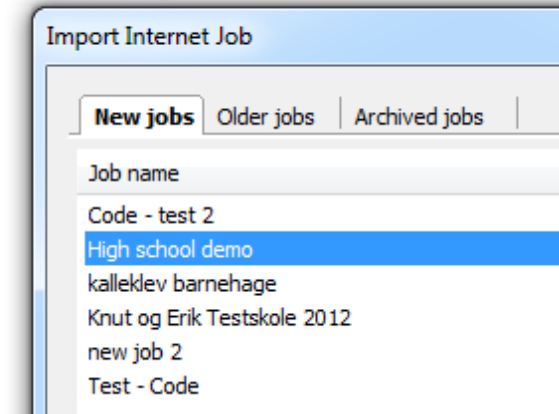 Import Internet Job
New jobs Older jobs Archived jobs
Job name
Code - test 2
High school demo
kalleklev barnehage
Knut og Erik Testskole 2012
new job 2
Test - Code